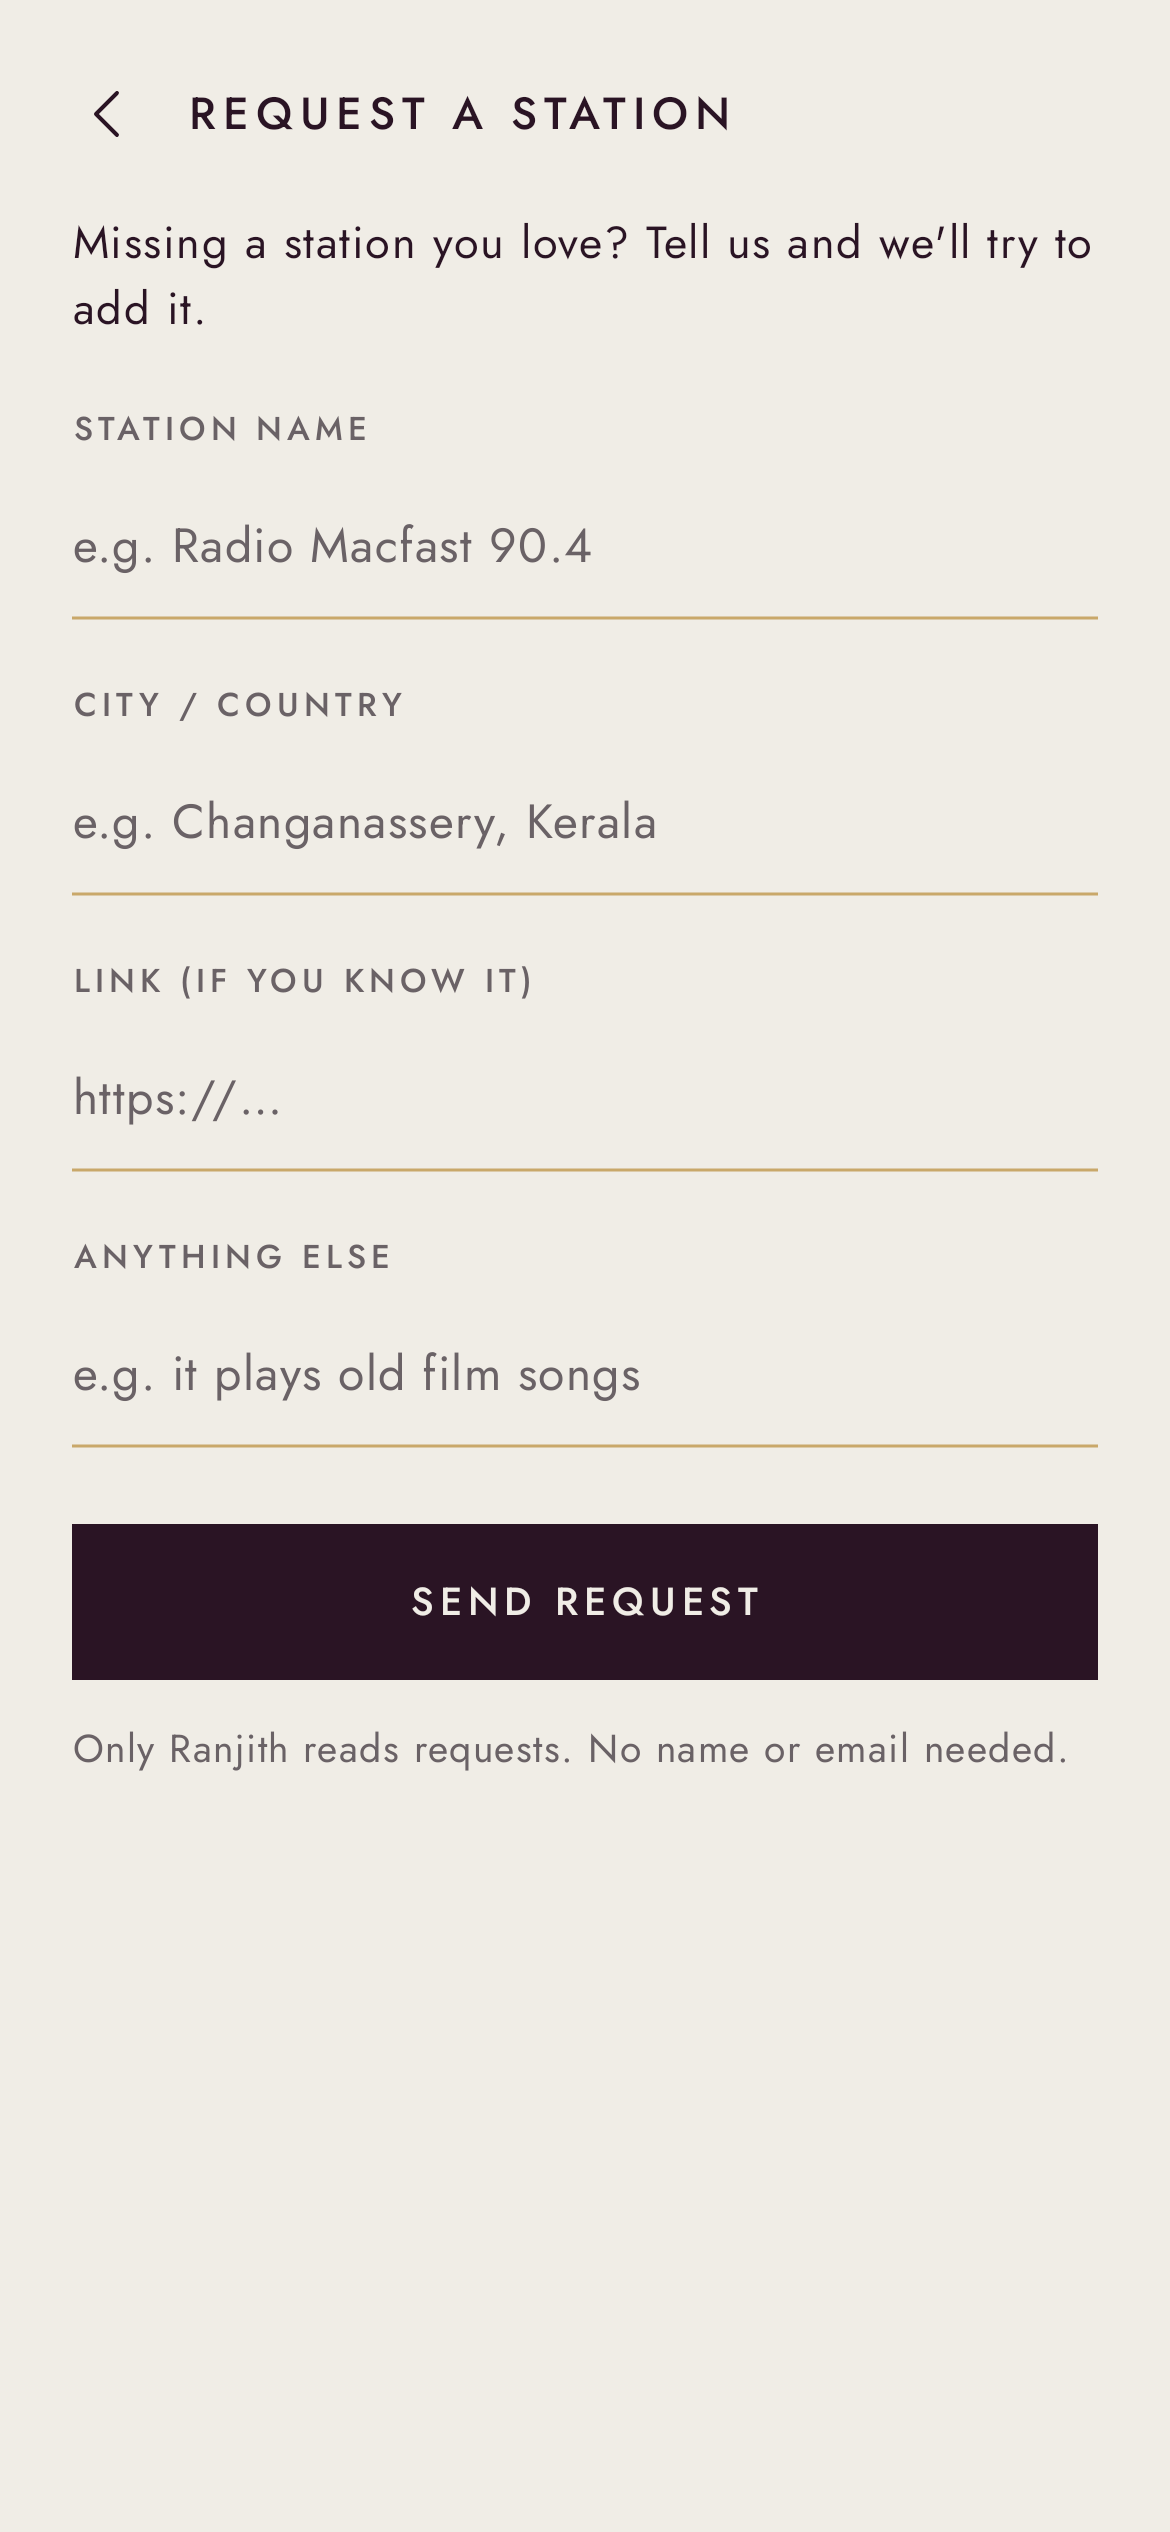 REQUEST A STATION
Missing a station you love? Tell us and we'll try to
add it.
STATION NAME
e.g. Radio Macfast 90.4
CITY / COUNTRY
e.g. Changanassery, Kerala
LINK (IF YOU KNOW IT)
https://...
ANYTHING ELSE
e.g. it plays old film songs
SEND REQUEST
Only Ranjith reads requests. No name or email needed.